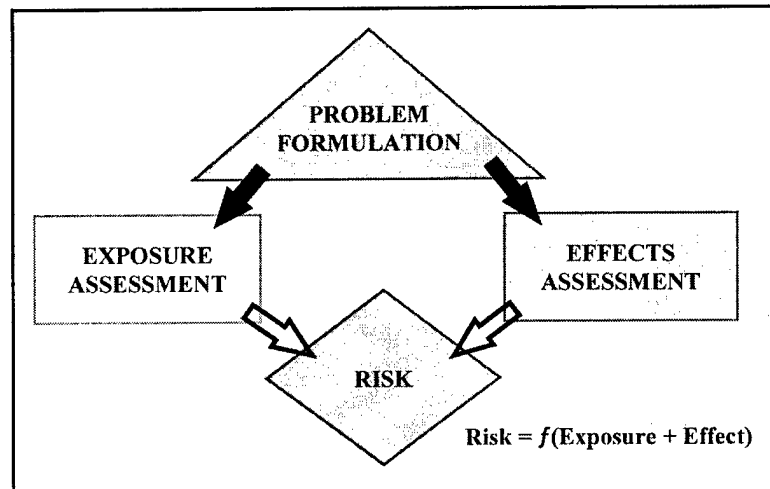 PROBLEM
FORMULATION
EXPOSURE
ASSESSMENT
EFFECTS
ASSESSMENT
RISK
Risk = f(Exposure + Effect)